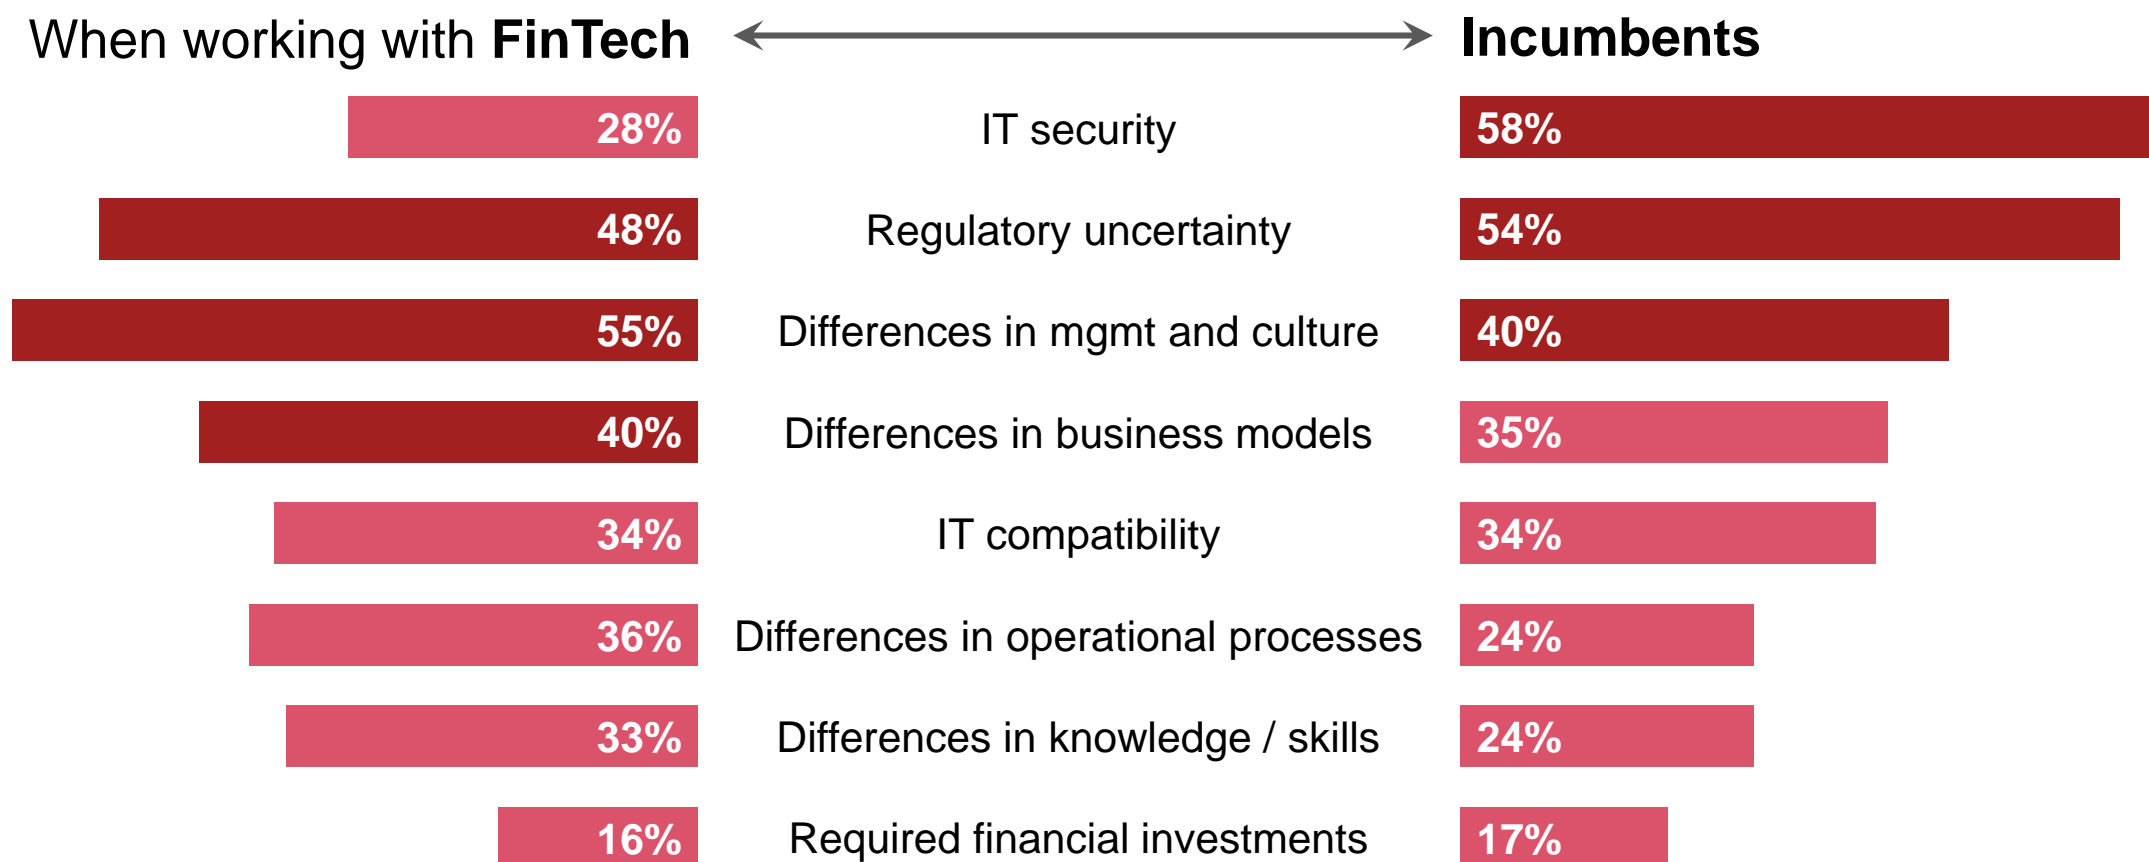 When working with FinTech Incumbents
28% IT security 58%
48% Regulatory uncertainty 54%
55% Differences in mgmt and culture 40%
40% Differences in business models 35%
34% IT compatibility 34%
36% Differences in operational processes 24%
33% Differences in knowledge / skills 24%
16% Required financial investments 17%